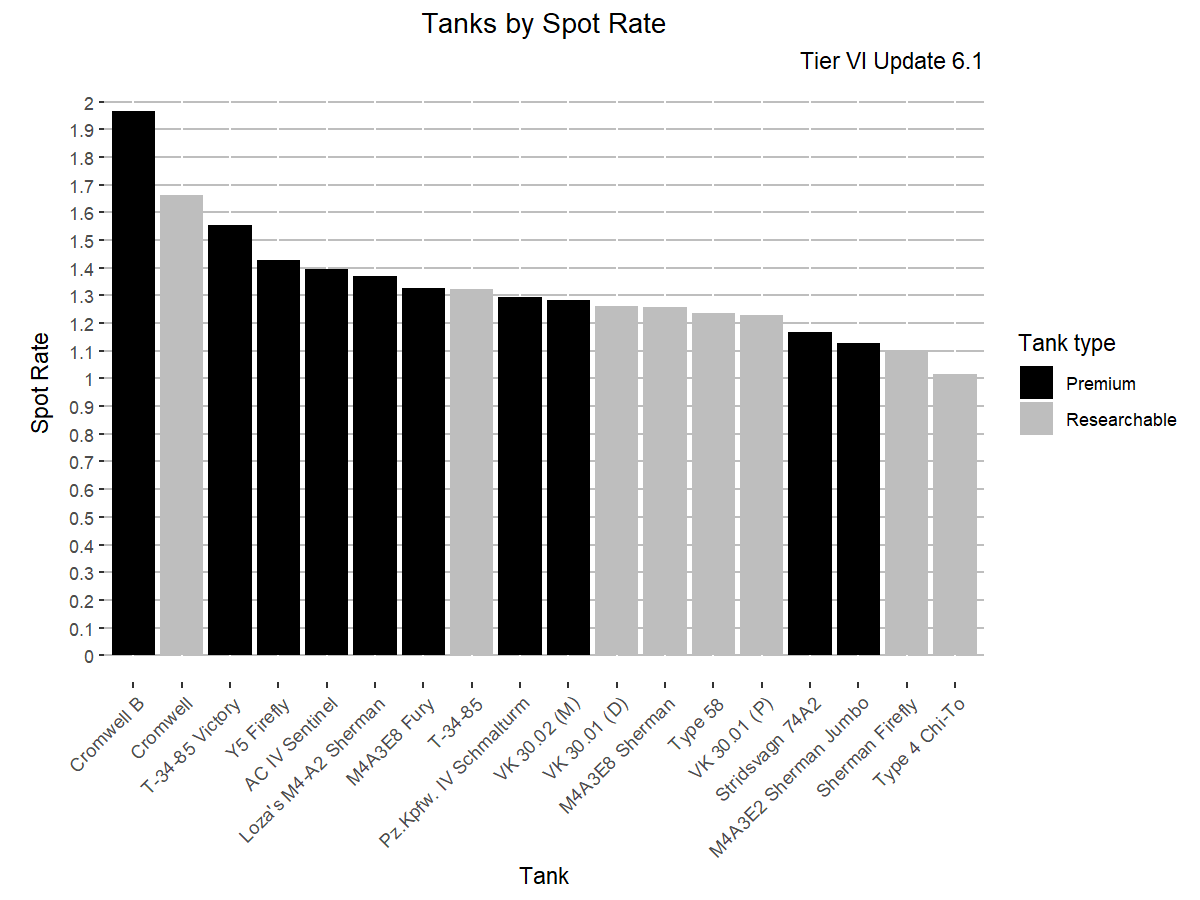 Tanks by Spot Rate
Tier VI Update 6.1
2
1.9
1.8
1.7
1.6
1.5
1.4
1.3
1.2
1.1
1
0.9
0.8
0.7
0.6
0.5
0.4
0.3
0.2
0.1
0
Spot Rate
Cromwell B
Cromwell
T-34-85 Victory
Y5 Firefly
AC IV Sentinel
Loza's M4-A2 Sherman
M4A3E8 Fury
T-34-85
Pz.Kpfw. IV Schmalturm
VK 30.02 (M)
VK 30.01 (D)
M4A3E8 Sherman
Type 58
VK 30.01 (P)
Stridsvagn 74A2
M4A3E2 Sherman Jumbo
Sherman Firefly
Type 4 Chi-To
Tank
Tank type
Premium
Researchable